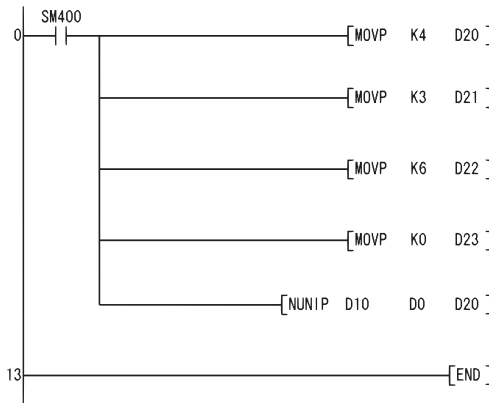 SM400
0 [MOVP K4 D20 ]
[MOVP K3 D21 ]
[MOVP K6 D22 ]
[MOVP K0 D23 ]
[NUNIP D10 D0 D20 ]
13 [END ]